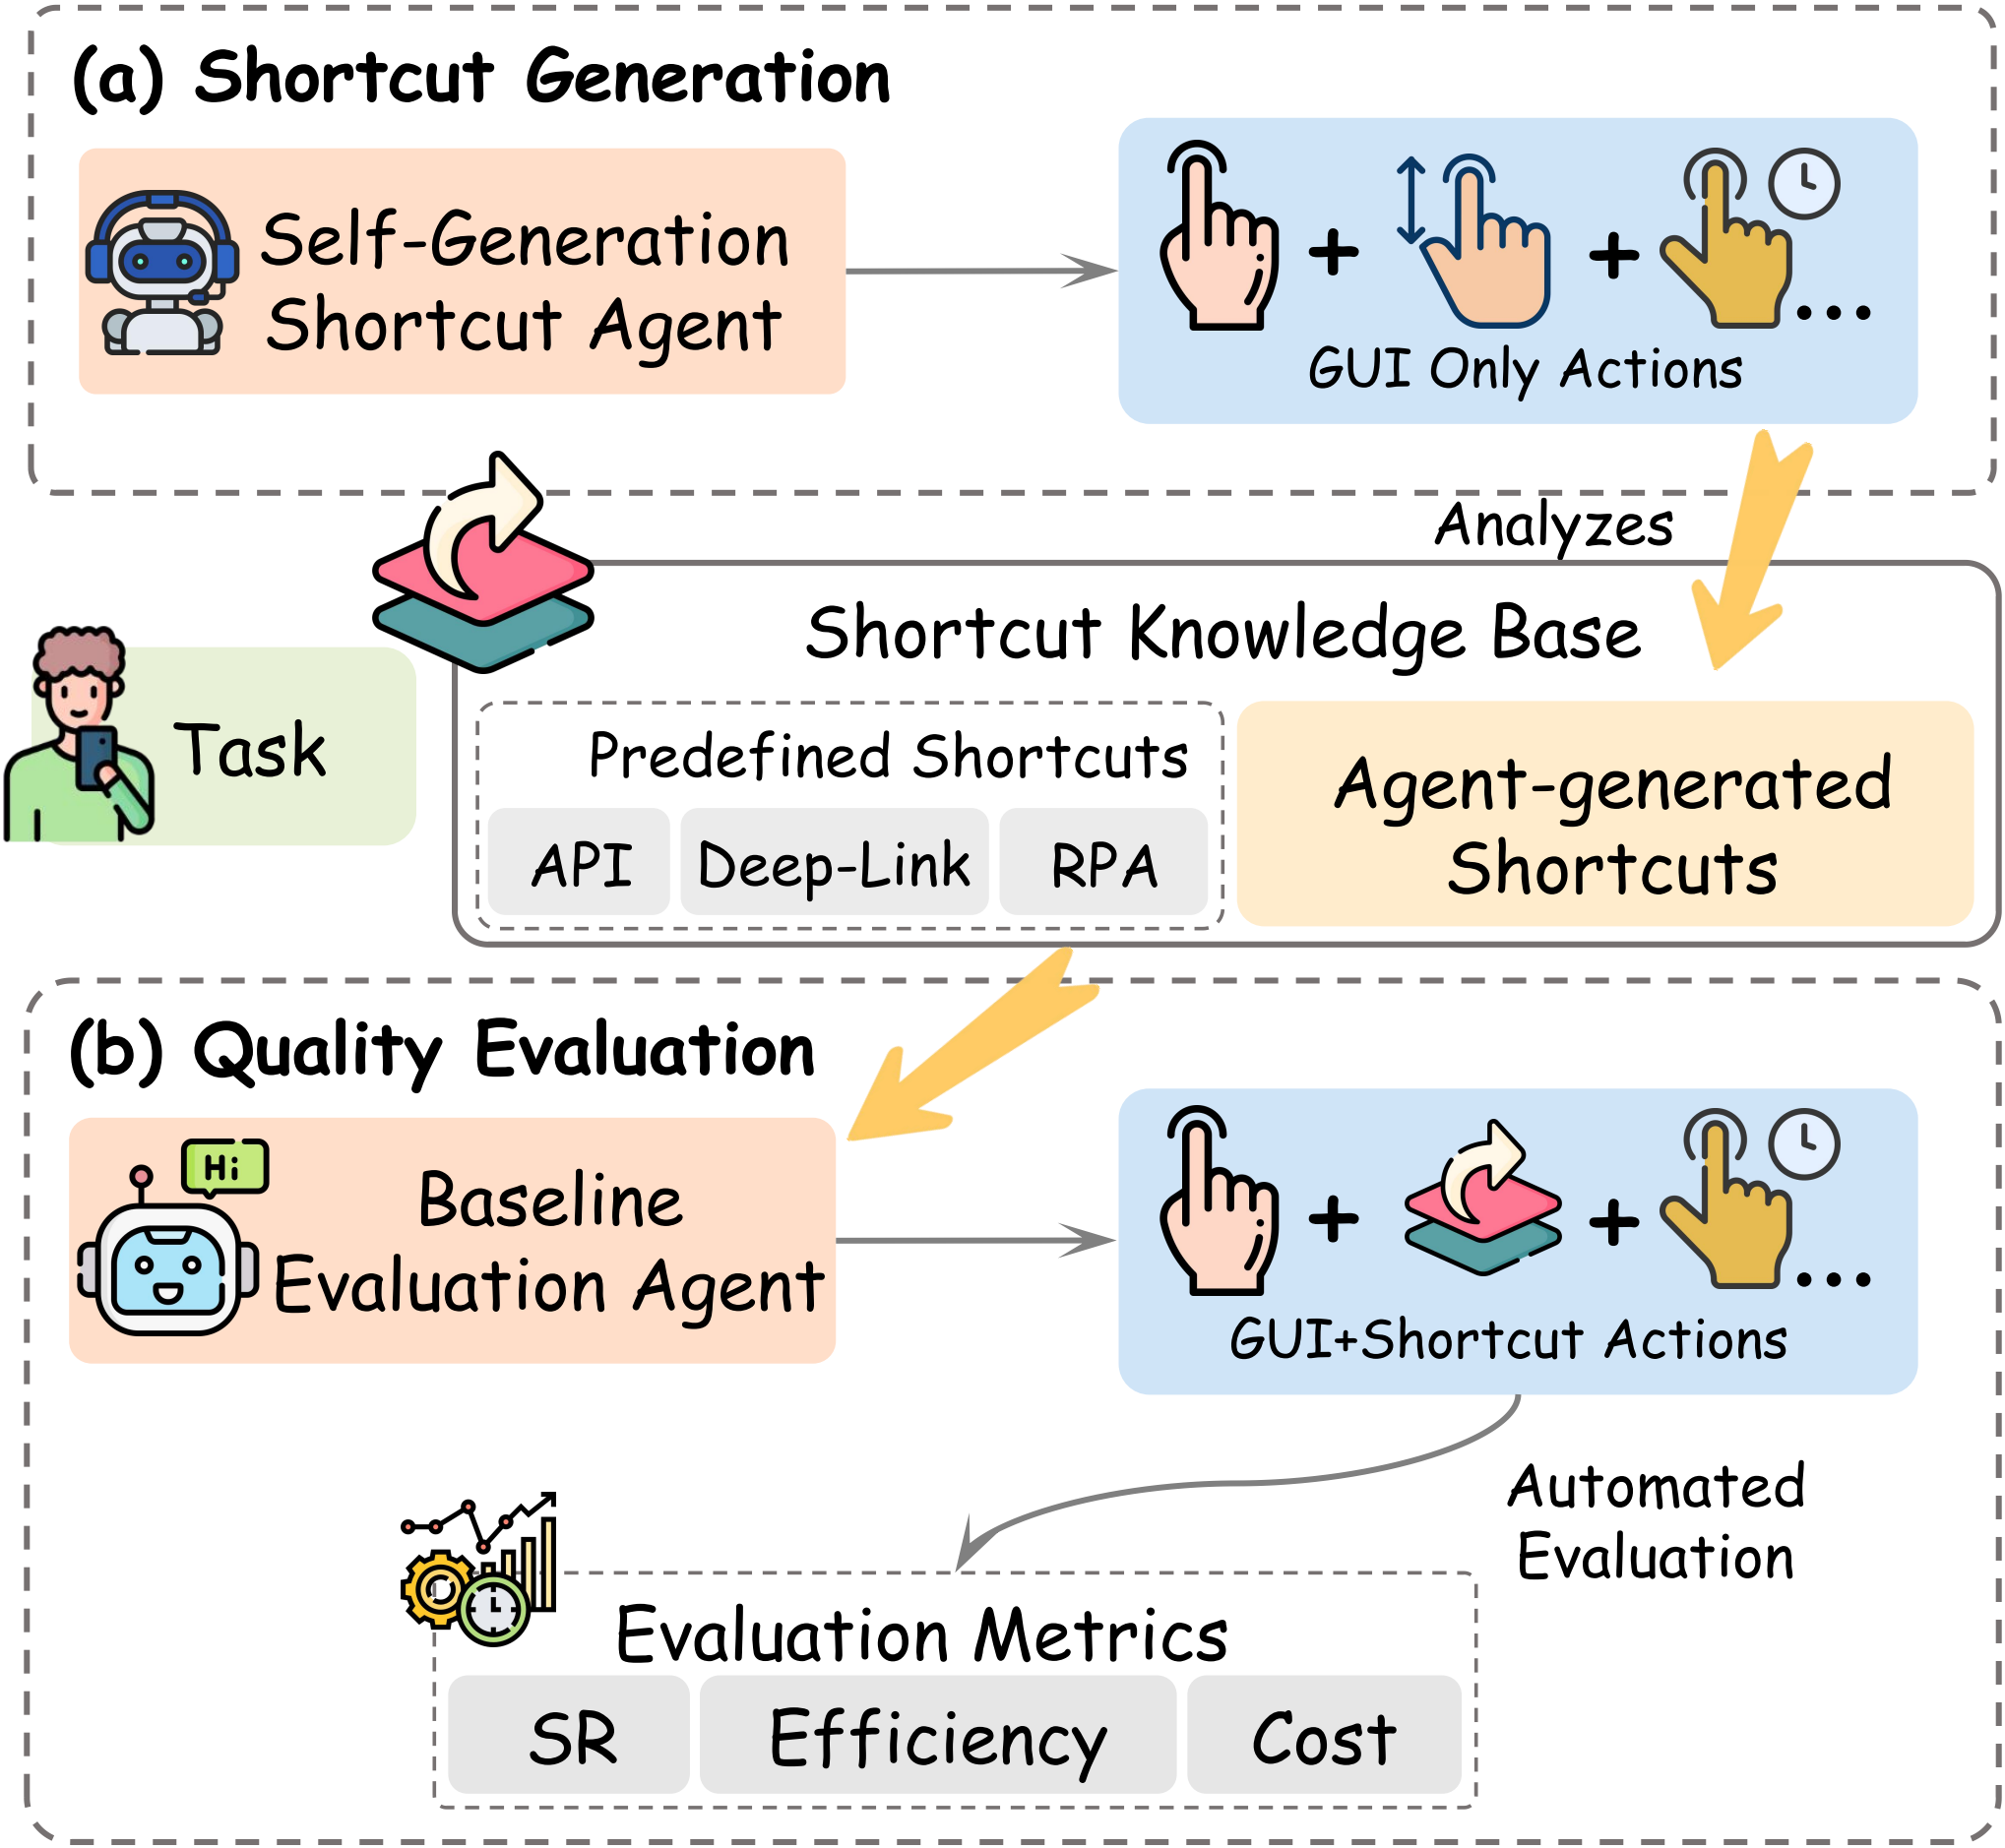 (a) Shortcut Generation
Self-Generation
Shortcut Agent
GUI Only Actions
Analyzes
Shortcut Knowledge Base
Task
Predefined Shortcuts
API
Deep-Link
RPA
Agent-generated
Shortcuts
(b) Quality Evaluation
Hi
Baseline
Evaluation Agent
GUI+Shortcut Actions
Automated
Evaluation
Evaluation Metrics
SR
Efficiency
Cost